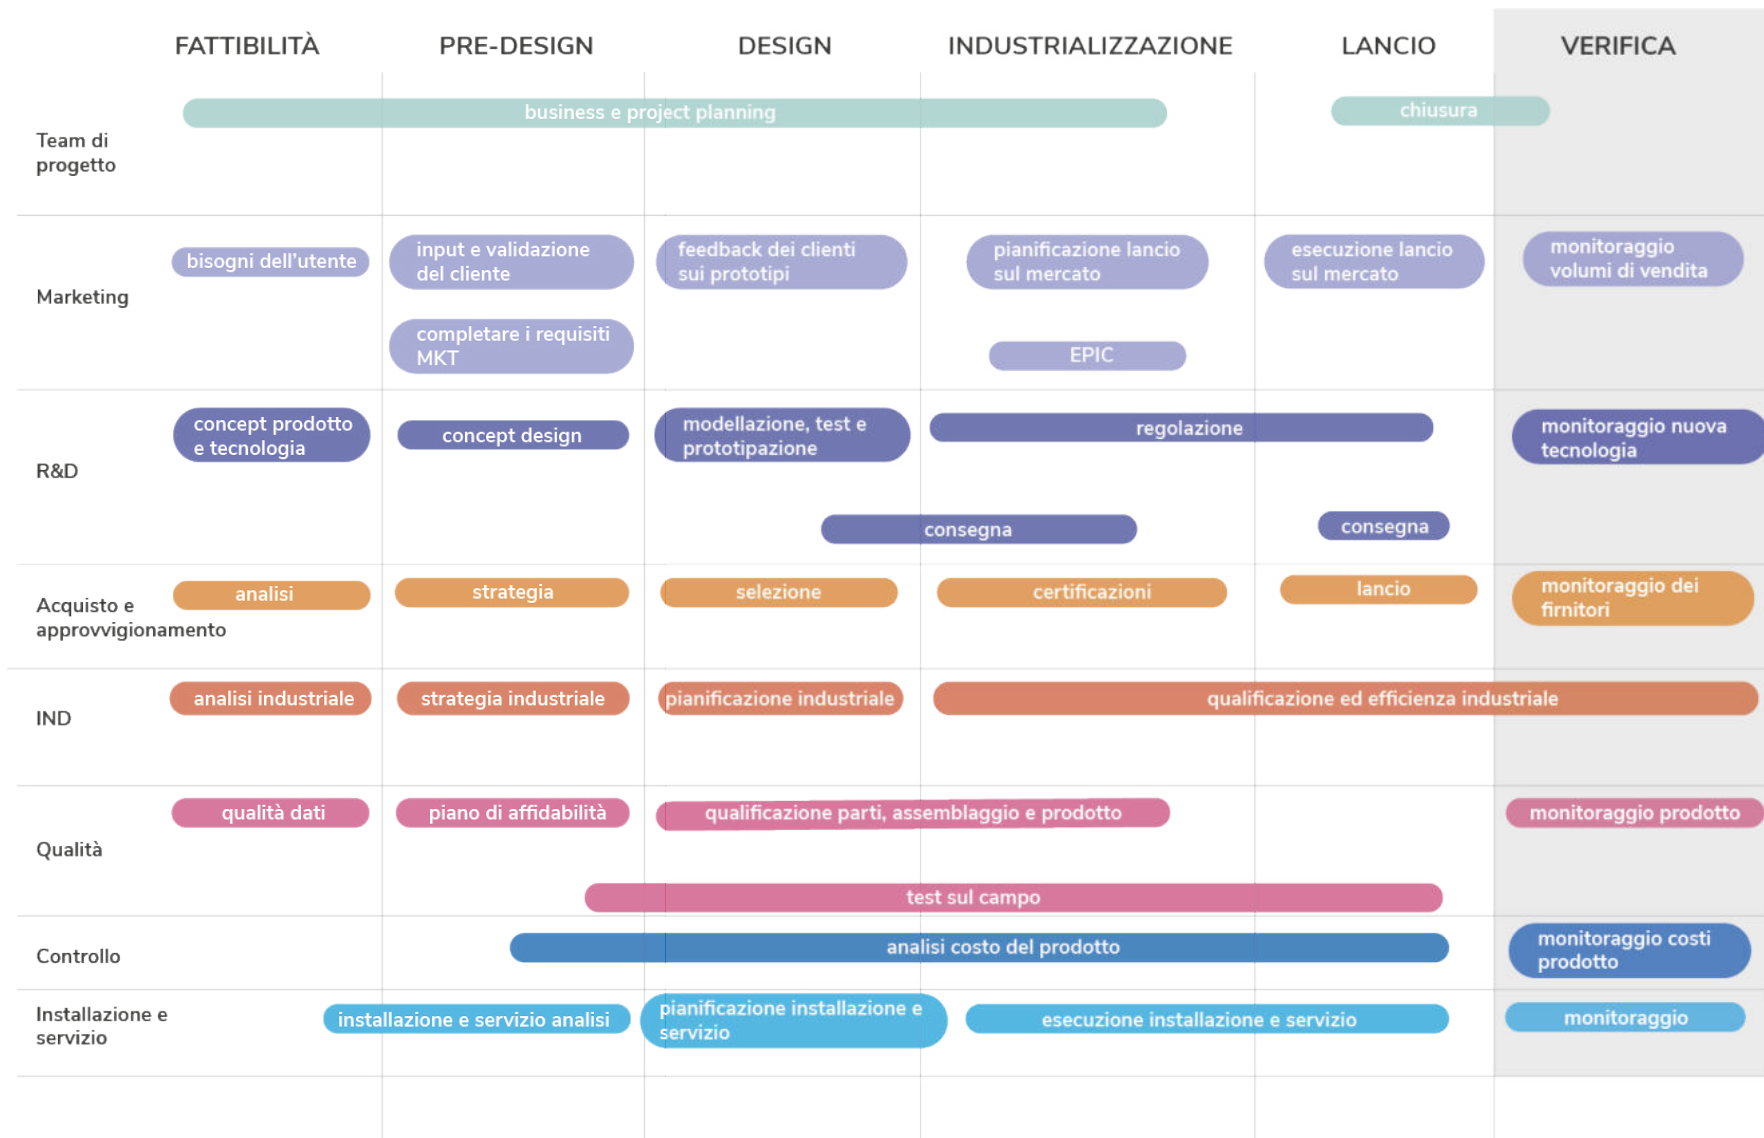 FATTIBILITÀ
PRE-DESIGN
DESIGN
INDUSTRIALIZZAZIONE
LANCIO
VERIFICA
Team di
progetto
business e project planning
chiusura
Marketing
bisogni dell'utente
input e validazione
del cliente
feedback dei clienti
sui prototipi
pianificazione lancio
sul mercato
esecuzione lancio
sul mercato
monitoraggio
volumi di vendita
completare i requisiti
MKT
EPIC
R&D
concept prodotto
e tecnologia
concept design
modellazione, test e
prototipazione
regolazione
monitoraggio nuova
tecnologia
consegna
consegna
Acquisto e
approvvigionamento
analisi
strategia
selezione
certificazioni
lancio
monitoraggio dei
firnitori
IND
analisi industriale
strategia industriale
pianificazione industriale
qualificazione ed efficienza industriale
Qualità
qualità dati
piano di affidabilità
qualificazione parti, assemblaggio e prodotto
monitoraggio prodotto
test sul campo
Controllo
analisi costo del prodotto
monitoraggio costi
prodotto
Installazione e
servizio
installazione e servizio analisi
pianificazione installazione e
servizio
esecuzione installazione e servizio
monitoraggio